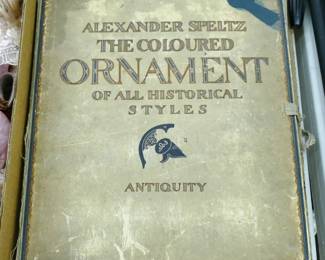 ALEXANDER SPELTZ
THE COLOURED
ORNAMENT
OF ALL HISTORICAL
STYLES
ANTIQUITY